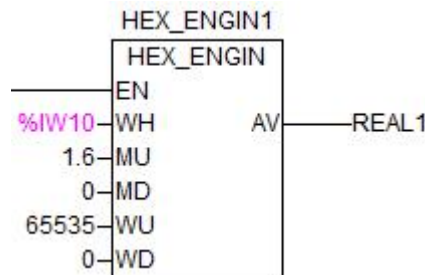 HEX_ENGIN1
HEX_ENGIN
EN
%IW10 WH AV REAL1
1.6 MU
0 MD
65535 WU
0 WD